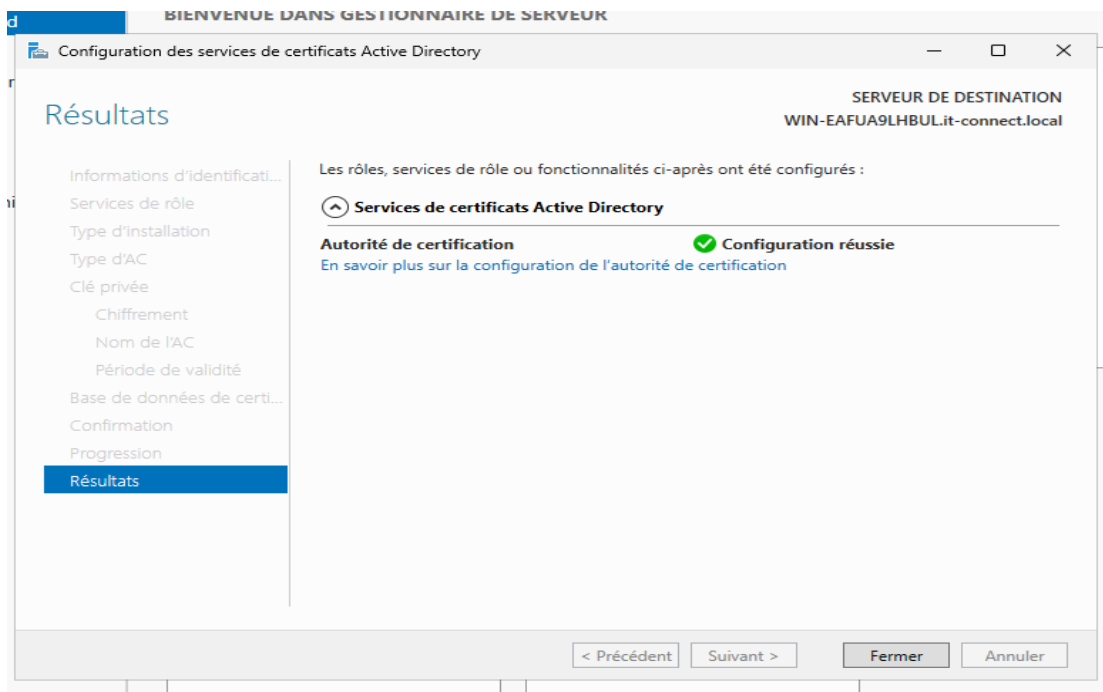 d
BIENVENUE DANS GESTIONNAIRE DE SERVEUR
Configuration des services de certificats Active Directory
Résultats
SERVEUR DE DESTINATION
WIN-EAFUA9LHBUL.it-connect.local
Informations d'identificati...
Services de rôle
Type d'installation
Type d'AC
Clé privée
Chiffrement
Nom de l'AC
Période de validité
Base de données de certi...
Confirmation
Progression
Résultats
Les rôles, services de rôle ou fonctionnalités ci-après ont été configurés :
Services de certificats Active Directory
Autorité de certification Configuration réussie
En savoir plus sur la configuration de l'autorité de certification
< Précédent Suivant > Fermer Annuler